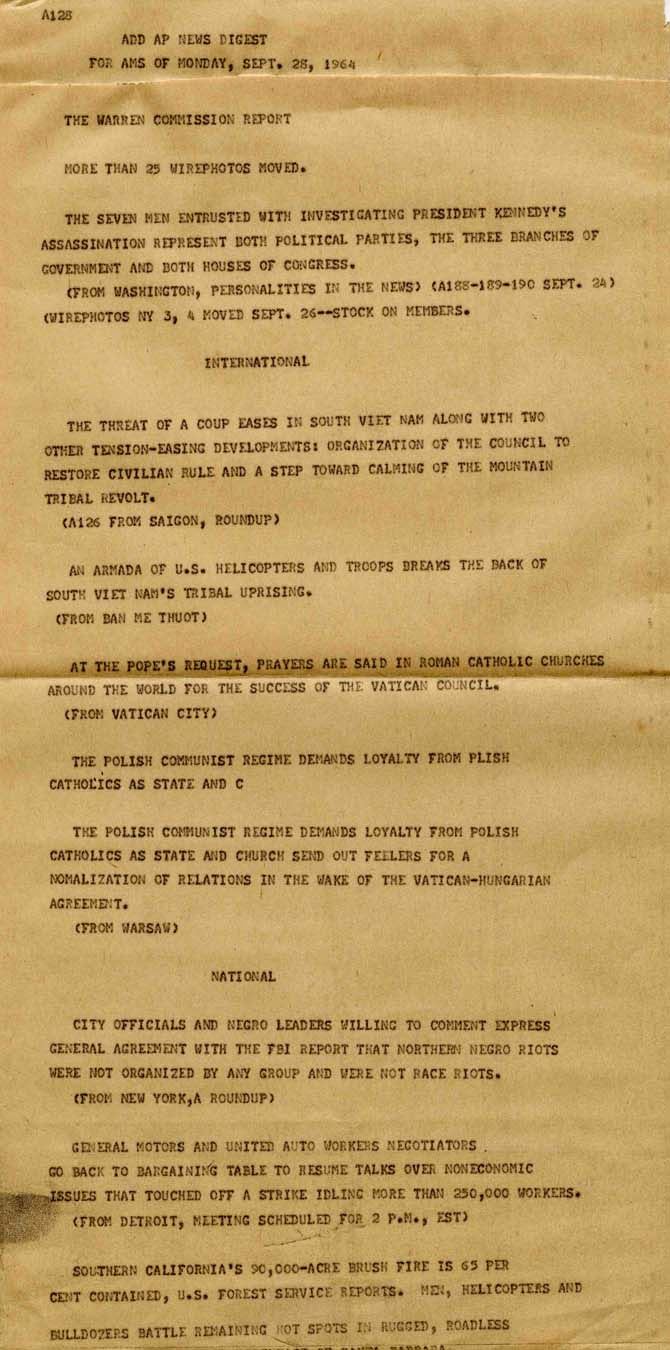 A128
ADD AP NEWS DIGEST
FOR AMS OF MONDAY, SEPT. 28, 1964
THE WARREN COMMISSION REPORT
MORE THAN 25 WIREPHOTOS MOVED.
THE SEVEN MEN ENTRUSTED WITH INVESTIGATING PRESIDENT KENNEDY'S
ASSASSINATION REPRESENT BOTH POLITICAL PARTIES, THE THREE BRANCHES OF
GOVERNMENT AND BOTH HOUSES OF CONGRESS.
(FROM WASHINGTON, PERSONALITIES IN THE NEWS) (A188-189-190 SEPT. 24)
(WIREPHOTOS NY 3, 4 MOVED SEPT. 26--STOCK ON MEMBERS.
INTERNATIONAL
THE THREAT OF A COUP EASES IN SOUTH VIET NAM ALONG WITH TWO
OTHER TENSION-EASING DEVELOPMENTS: ORGANIZATION OF THE COUNCIL TO
RESTORE CIVILIAN RULE AND A STEP TOWARD CALMING OF THE MOUNTAIN
TRIBAL REVOLT.
(A126 FROM SAIGON, ROUNDUP)
AN ARMADA OF U.S. HELICOPTERS AND TROOPS BREAKS THE BACK OF
SOUTH VIET NAM'S TRIBAL UPRISING.
(FROM BAN ME THUOT)
AT THE POPE'S REQUEST, PRAYERS ARE SAID IN ROMAN CATHOLIC CHURCHES
AROUND THE WORLD FOR THE SUCCESS OF THE VATICAN COUNCIL.
(FROM VATICAN CITY)
THE POLISH COMMUNIST REGIME DEMANDS LOYALTY FROM PLISH
CATHOLICS AS STATE AND C
THE POLISH COMMUNIST REGIME DEMANDS LOYALTY FROM POLISH
CATHOLICS AS STATE AND CHURCH SEND OUT FEELERS FOR A
NOMALIZATION OF RELATIONS IN THE WAKE OF THE VATICAN-HUNGARIAN
AGREEMENT.
(FROM WARSAW)
NATIONAL
CITY OFFICIALS AND NEGRO LEADERS WILLING TO COMMENT EXPRESS
GENERAL AGREEMENT WITH THE FBI REPORT THAT NORTHERN NEGRO RIOTS
WERE NOT ORGANIZED BY ANY GROUP AND WERE NOT RACE RIOTS.
(FROM NEW YORK,A ROUNDUP)
GENERAL MOTORS AND UNITED AUTO WORKERS NEGOTIATORS
GO BACK TO BARGAINING TABLE TO RESUME TALKS OVER NONECONOMIC
ISSUES THAT TOUCHED OFF A STRIKE IDLING MORE THAN 250,000 WORKERS.
(FROM DETROIT, MEETING SCHEDULED FOR 2 P.M., EST)
SOUTHERN CALIFORNIA'S 90,000-ACRE BRUSH FIRE IS 65 PER
CENT CONTAINED, U.S. FOREST SERVICE REPORTS. MEN, HELICOPTERS AND
BULLDOZERS BATTLE REMAINING HOT SPOTS IN RUGGED, ROADLESS